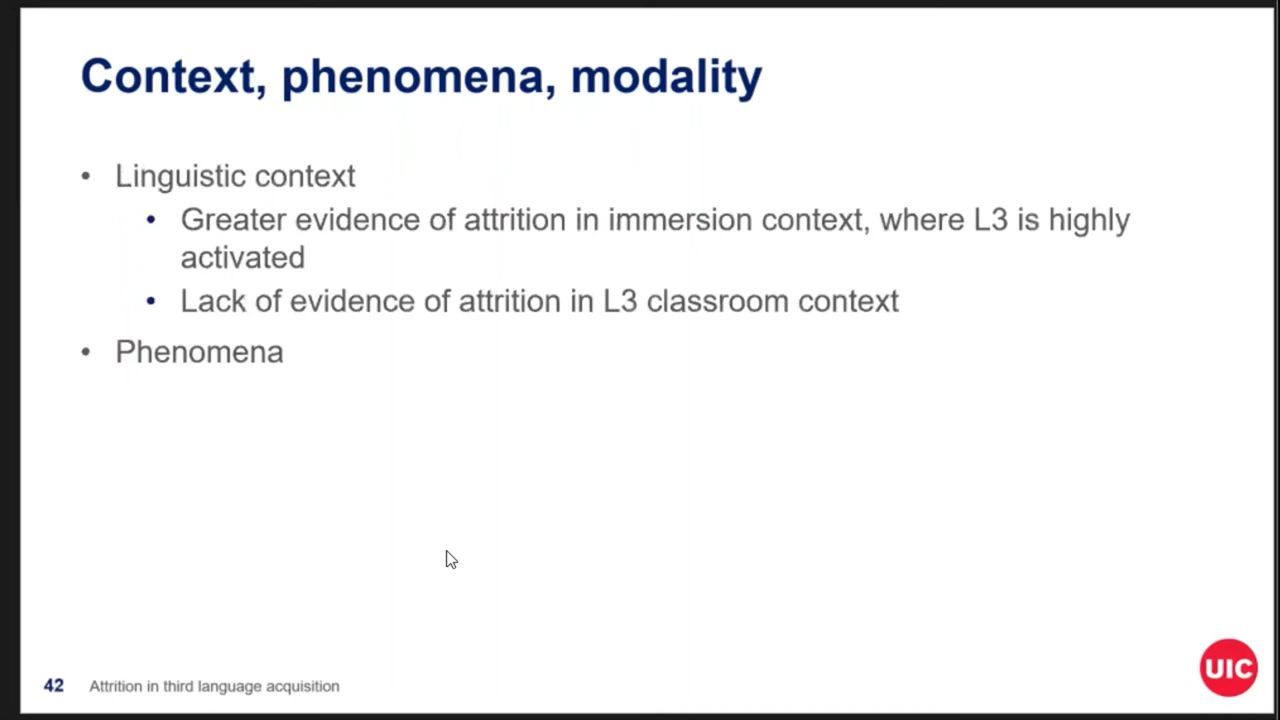 Context, phenomena, modality
• Linguistic context
• Greater evidence of attrition in immersion context, where L3 is highly
activated
• Lack of evidence of attrition in L3 classroom context
• Phenomena
42 Attrition in third language acquisition
UIC